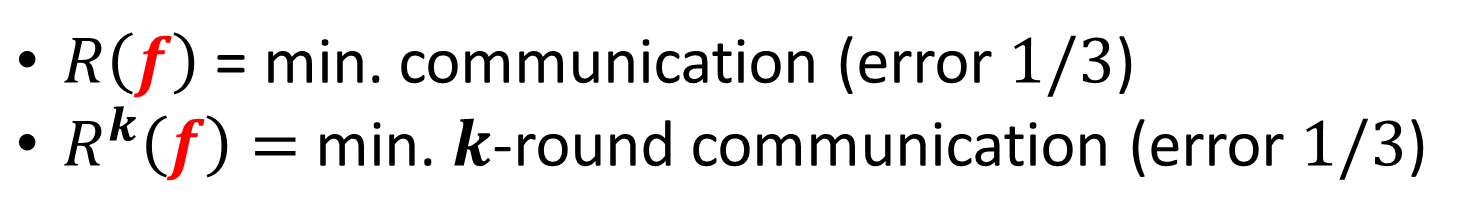 • R(f) = min. communication (error 1/3)
• R^k(f) = min. k-round communication (error 1/3)